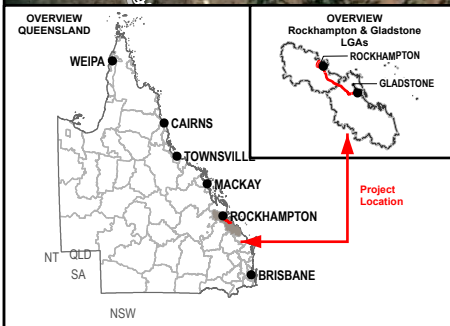 OVERVIEW
QUEENSLAND
WEIPA
CAIRNS
TOWNSVILLE
MACKAY
ROCKHAMPTON
BRISBANE
NT
QLD
SA
NSW
OVERVIEW
Rockhampton & Gladstone
LGAs
ROCKHAMPTON
GLADSTONE
Project
Location